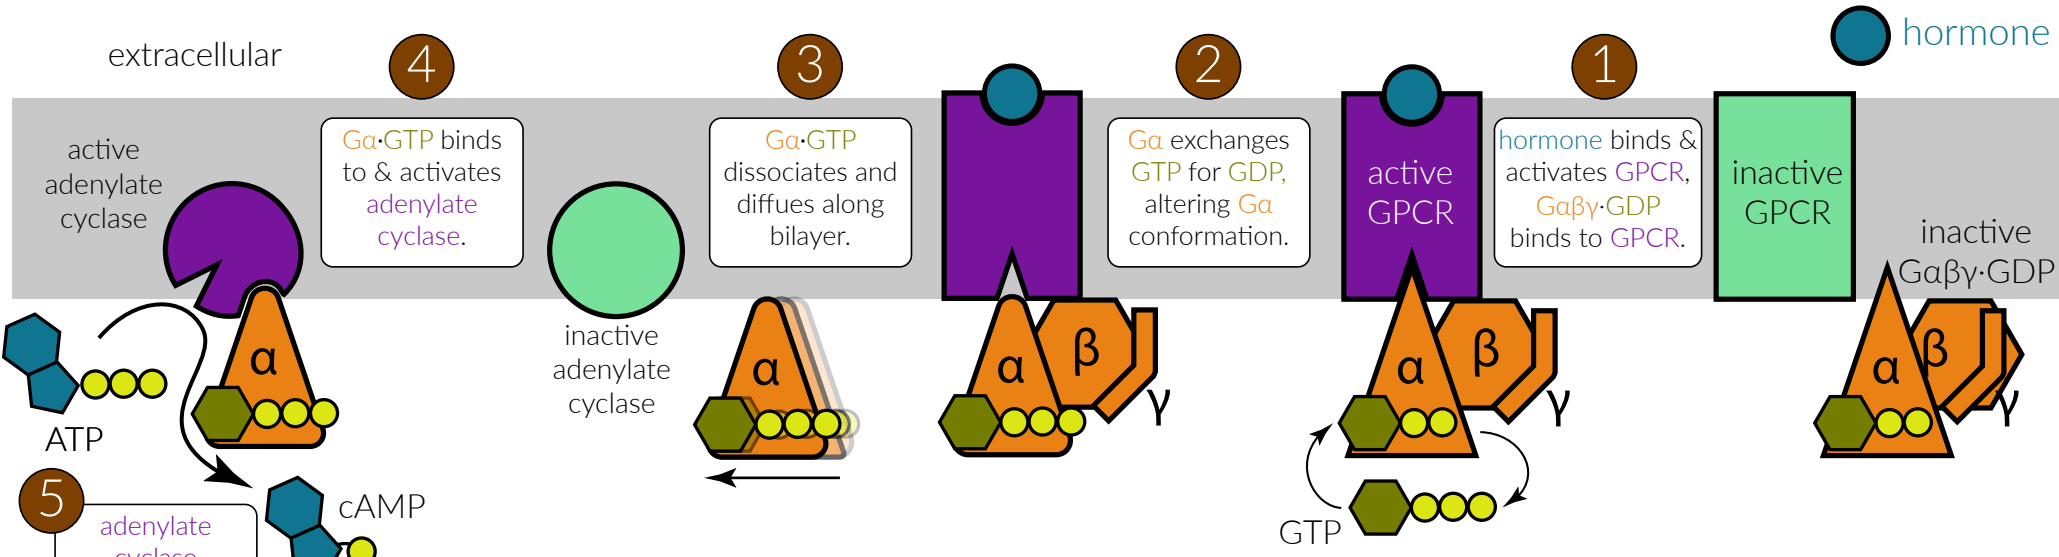 extracellular
4
3
2
1
hormone
active
adenylate
cyclase
Gα·GTP binds
to & activates
adenylate
cyclase.
Gα·GTP
dissociates and
diffues along
bilayer.
Gα exchanges
GTP for GDP,
altering Gα
conformation.
active
GPCR
hormone binds &
activates GPCR,
Gαβγ·GDP
binds to GPCR.
inactive
GPCR
inactive
Gαβγ·GDP
inactive
adenylate
cyclase
α
α
α
β
γ
α
β
γ
α
β
γ
ATP
GTP
cAMP
5
adenylate
cyclase